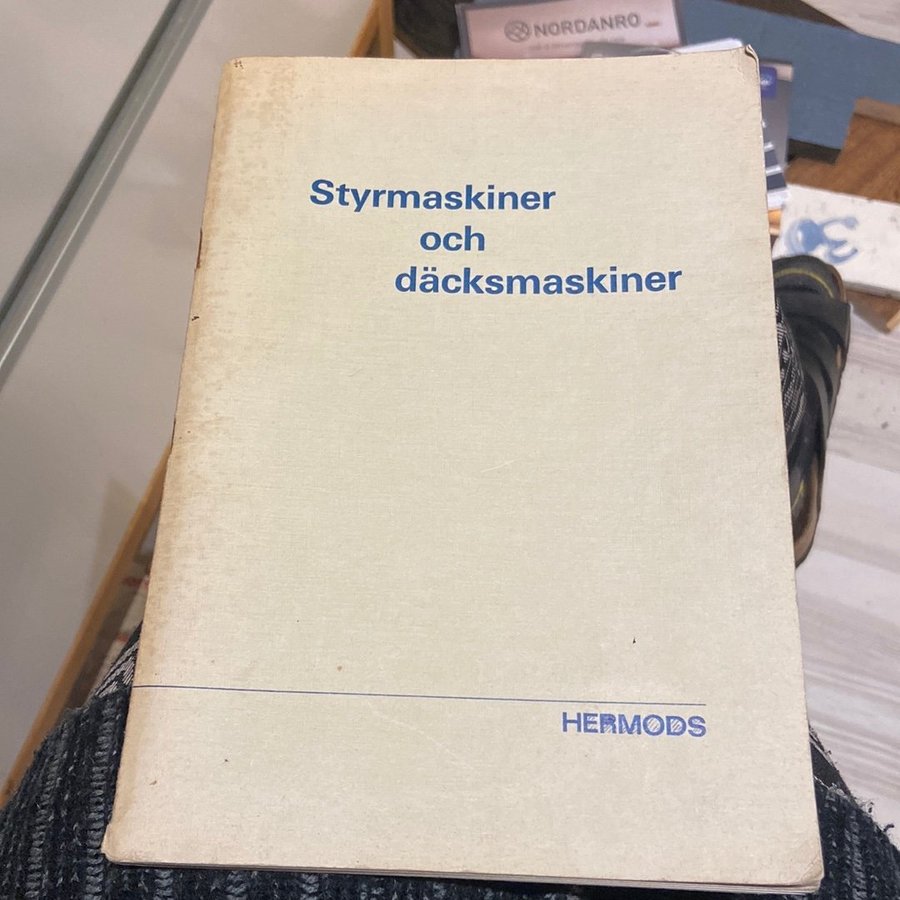 NORDANRO
Styrmaskiner
och
däcksmaskiner
HERMODS